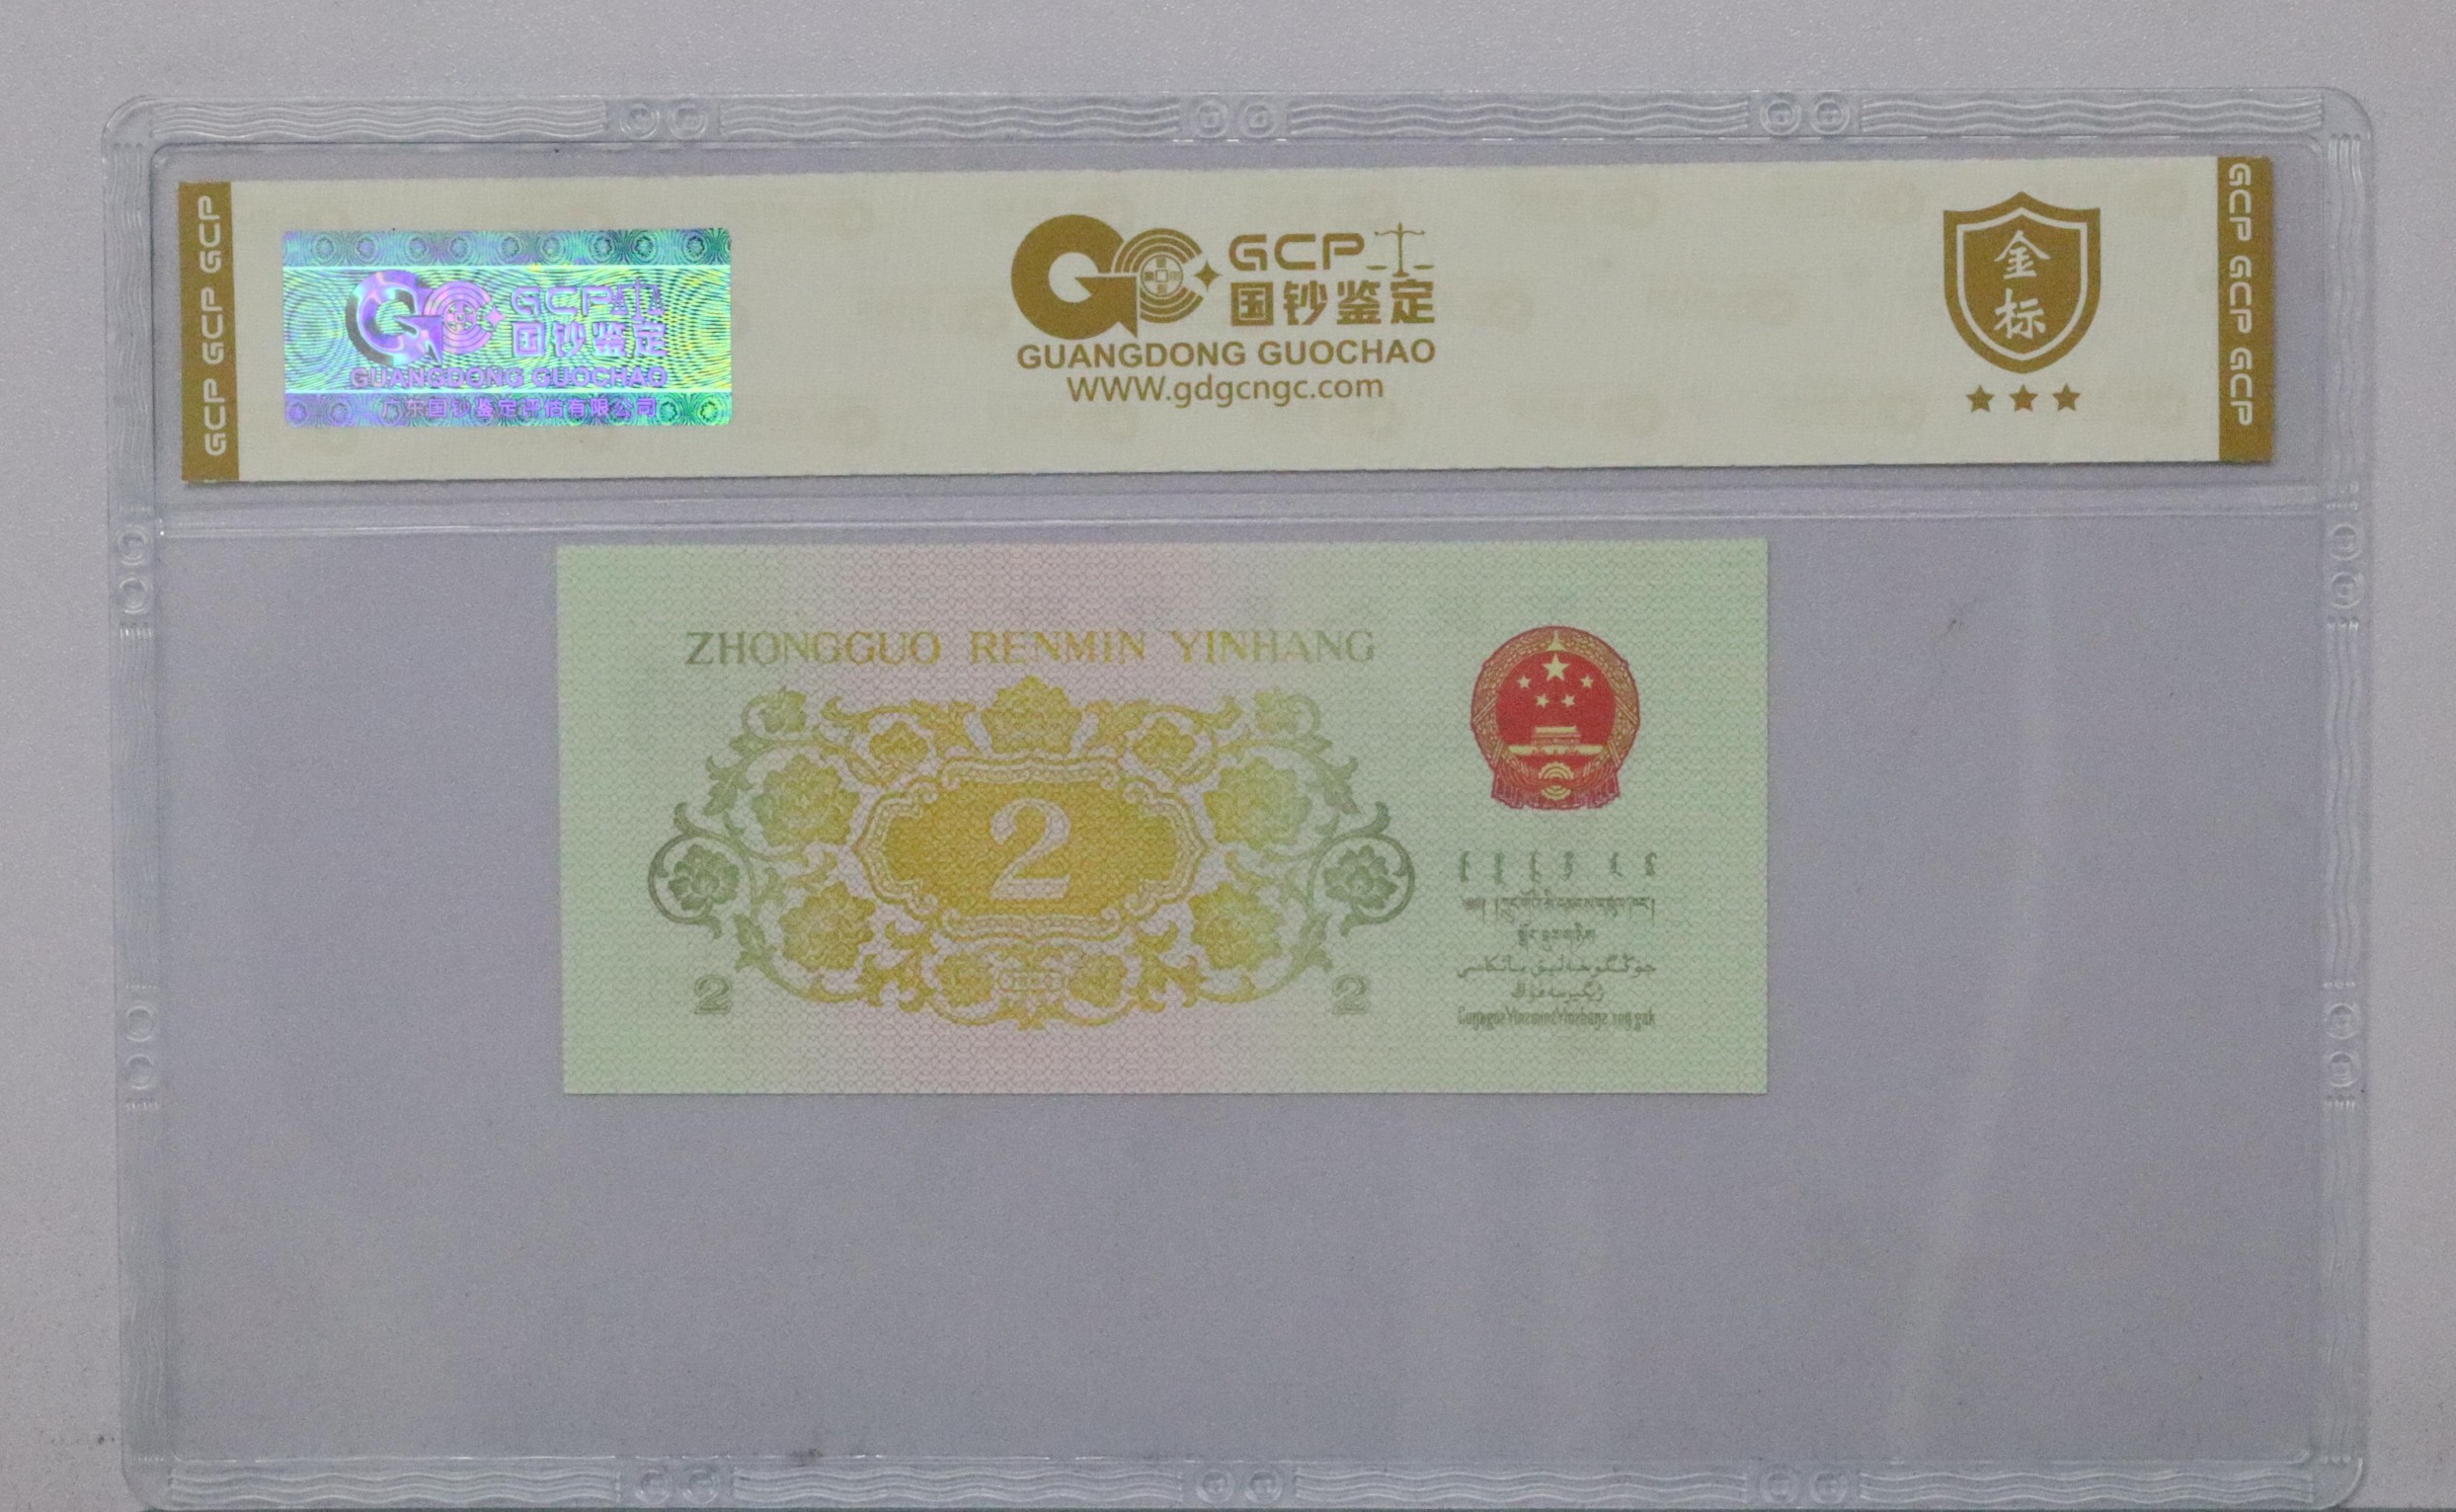 GCP GCP GCP
GCP
国钞鉴定
GUANGDONG GUOCHAO
广东国钞鉴定评估有限公司
GCP
国钞鉴定
GUANGDONG GUOCHAO
WWW.gdgcngc.com
金
标
GCP GCP GCP
ZHONGGUO RENMIN YINHANG
2
2
2